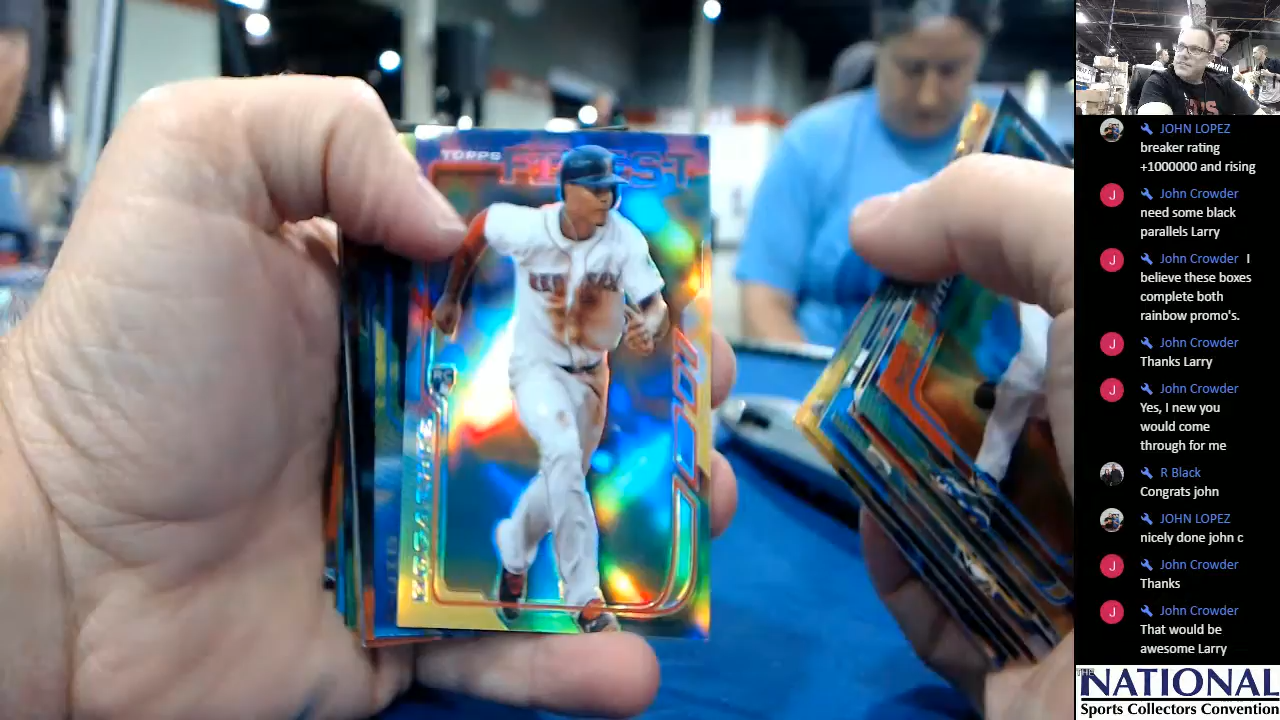 TOPPS FINEST
RC
JOHN LOPEZ
breaker rating
+1000000 and rising
J John Crowder
need some black
parallels Larry
J John Crowder I
believe these boxes
complete both
rainbow promo's.
J John Crowder
Thanks Larry
J John Crowder
Yes, I new you
would come
through for me
R Black
Congrats john
JOHN LOPEZ
nicely done john c
J John Crowder
Thanks
J John Crowder
That would be
awesome Larry
THE
NATIONAL
Sports Collectors Convention